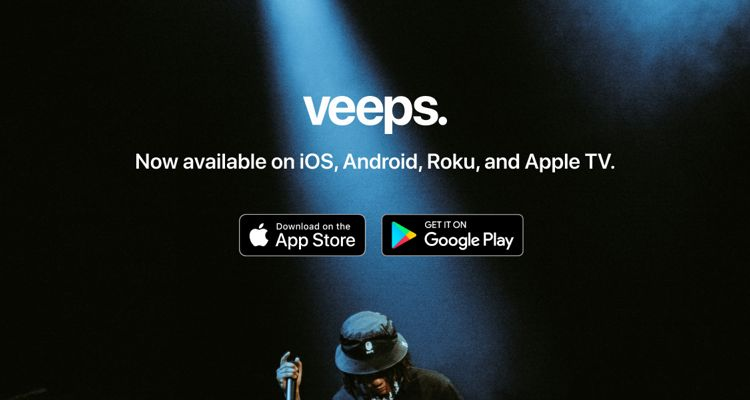 veeps.
Now available on iOS, Android, Roku, and Apple TV.
Download on the
App Store
GET IT ON
Google Play